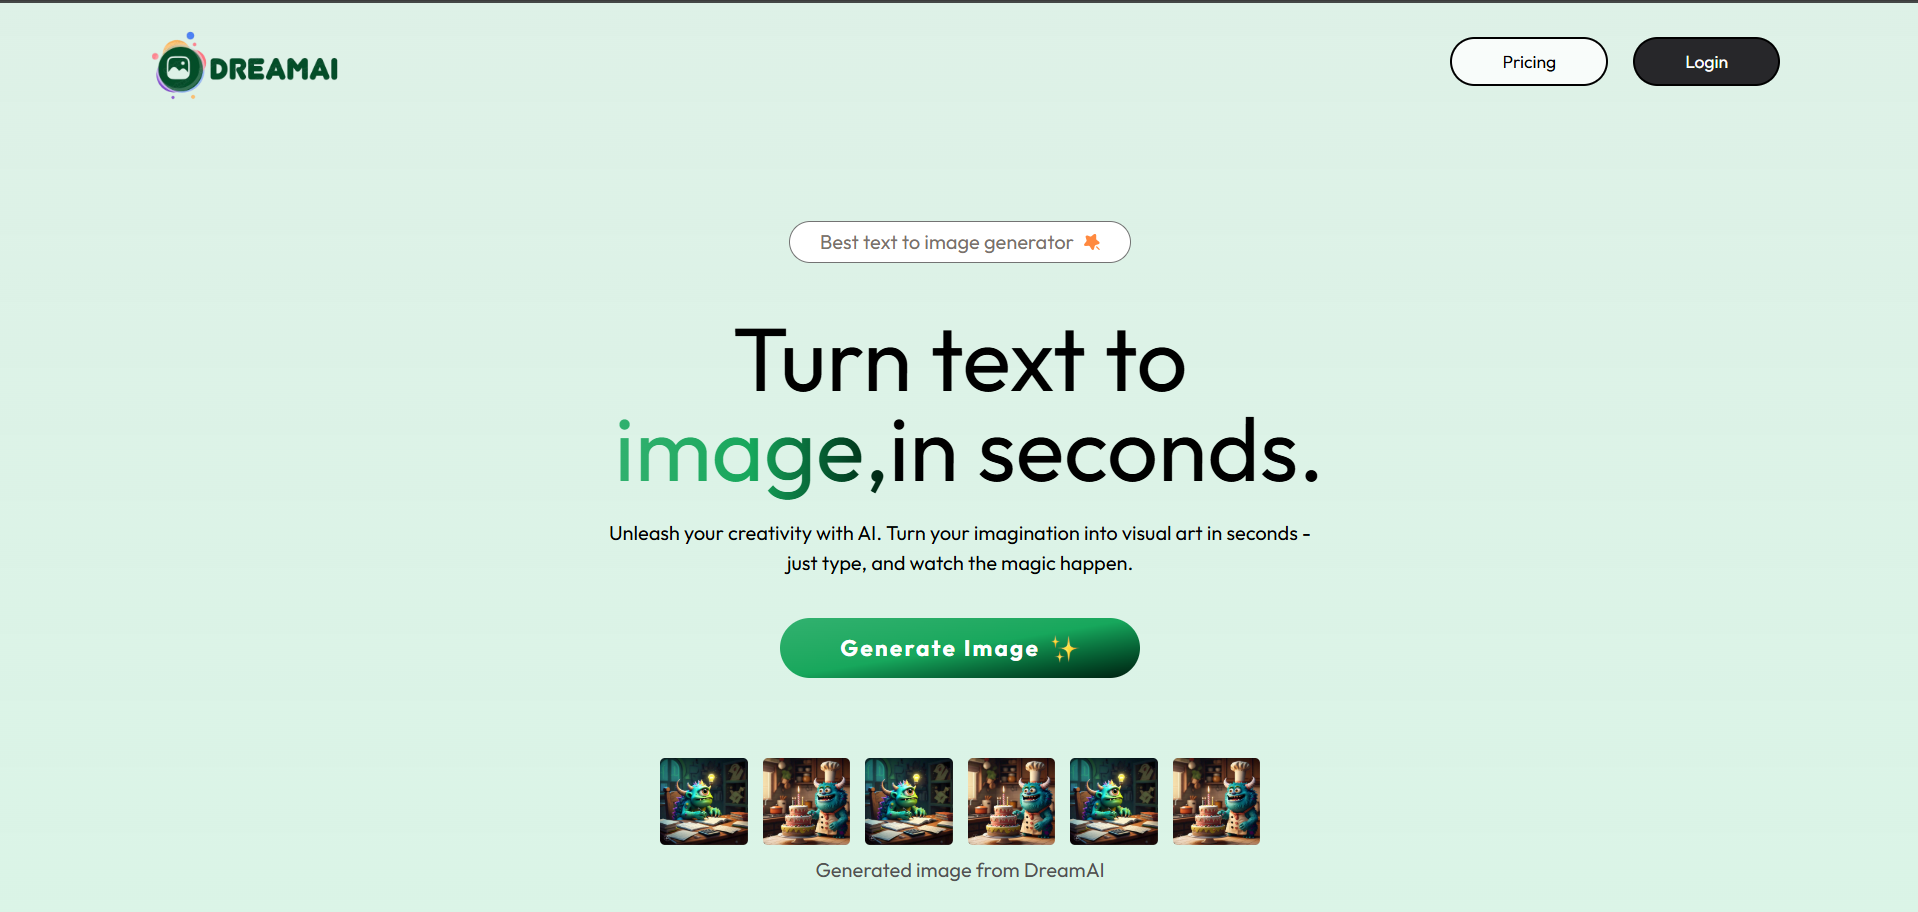 DREAMAI
Pricing
Login
Best text to image generator
Turn text to
image,in seconds.
Unleash your creativity with AI. Turn your imagination into visual art in seconds -
just type, and watch the magic happen.
Generate Image ✨
Generated image from DreamAI